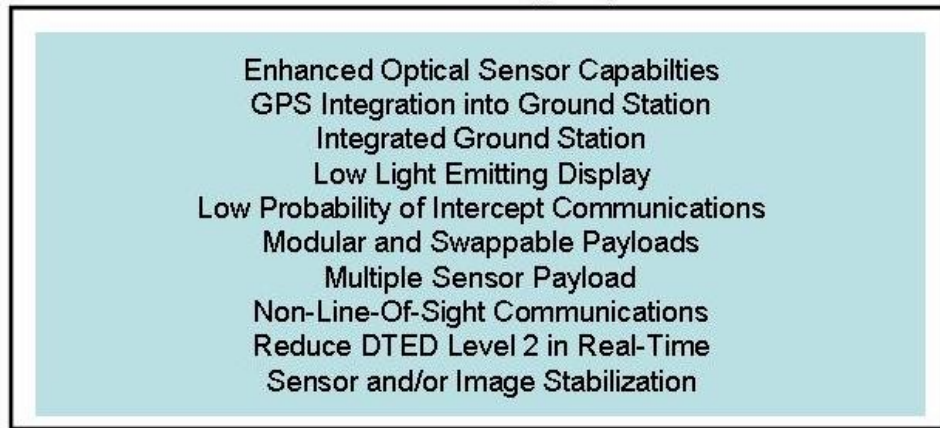 Enhanced Optical Sensor Capabilties
GPS Integration into Ground Station
Integrated Ground Station
Low Light Emitting Display
Low Probability of Intercept Communications
Modular and Swappable Payloads
Multiple Sensor Payload
Non-Line-Of-Sight Communications
Reduce DTED Level 2 in Real-Time
Sensor and/or Image Stabilization